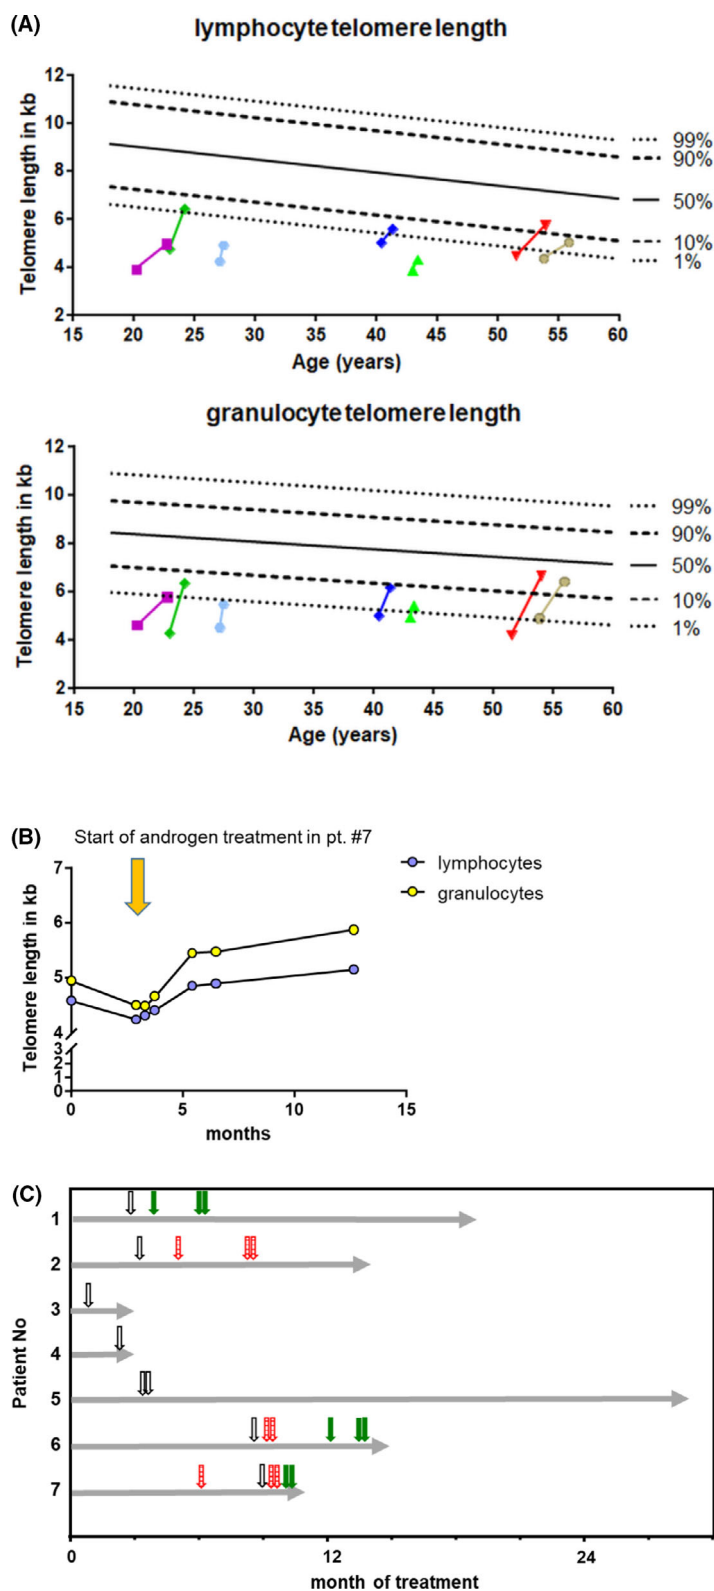 (A)
lymphocyte telomere length
Telomere length in kb
12
10
8
6
4
2
99%
90%
50%
10%
1%
15 20 25 30 35 40 45 50 55 60
Age (years)
granulocyte telomere length
Telomere length in kb
12
10
8
6
4
2
99%
90%
50%
10%
1%
15 20 25 30 35 40 45 50 55 60
Age (years)
(B)
Start of androgen treatment in pt. #7
lymphocytes
granulocytes
Telomere length in kb
7
6
5
4
3
2
1
0
0 5 10 15
months
(C)
Patient No
1
2
3
4
5
6
7
0 12 24
month of treatment